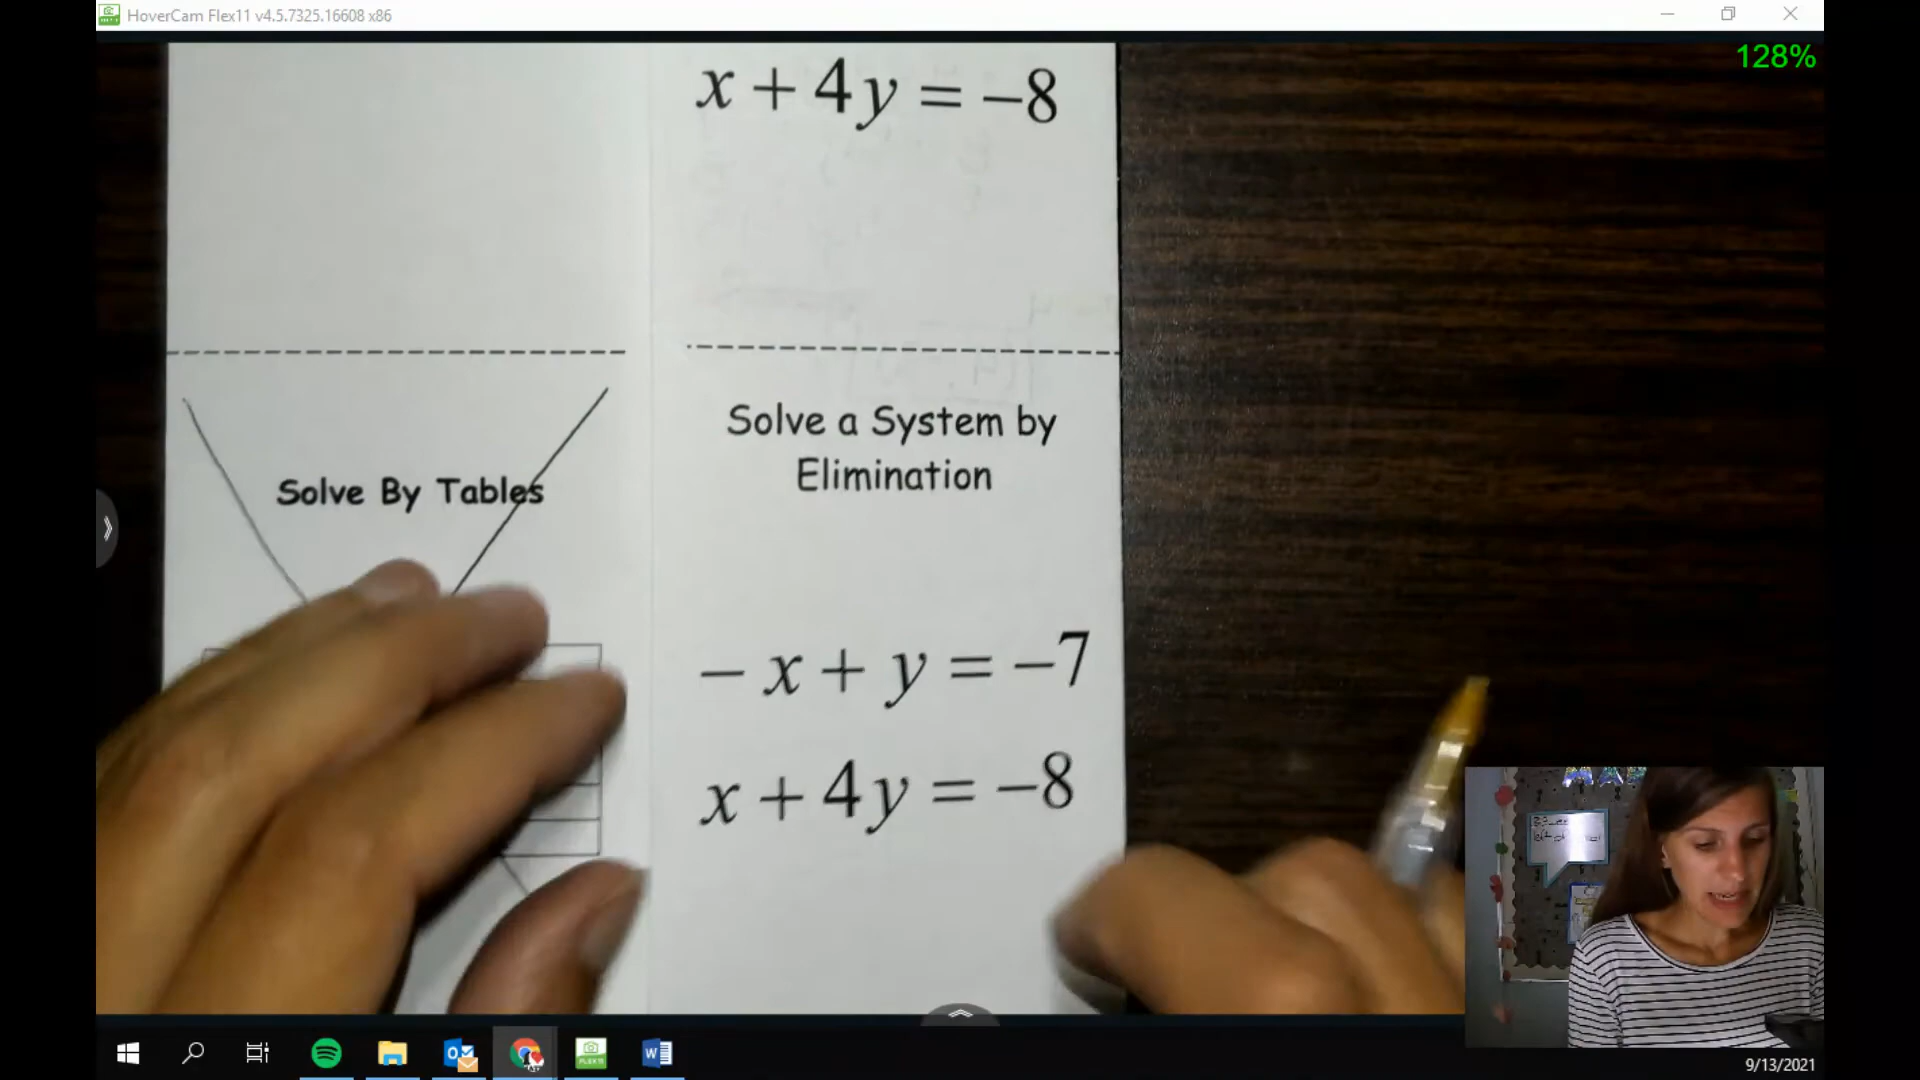 HoverCam Flex11 v4.5.7325.16608 x86
128%
x + 4y = −8
Solve By Tables
Solve a System by
Elimination
− x + y = −7
x + 4y = −8
9/13/2021